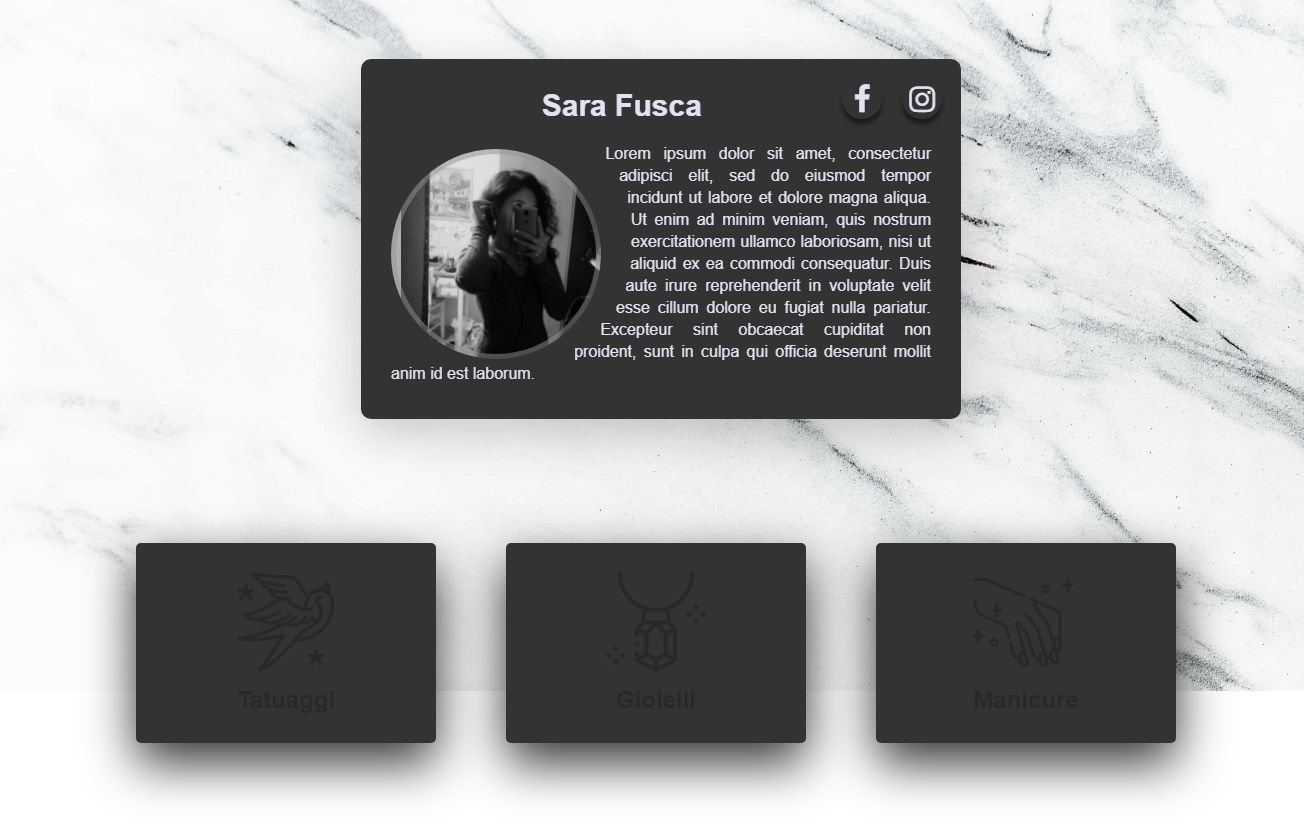 Sara Fusca
Lorem ipsum dolor sit amet, consectetur
adipisci elit, sed do eiusmod tempor
incidunt ut labore et dolore magna aliqua.
Ut enim ad minim veniam, quis nostrum
exercitationem ullamco laboriosam, nisi ut
aliquid ex ea commodi consequatur. Duis
aute irure reprehenderit in voluptate velit
esse cillum dolore eu fugiat nulla pariatur.
Excepteur sint obcaecat cupiditat non
proident, sunt in culpa qui officia deserunt mollit
anim id est laborum.
Tatuaggi
Gioielli
Manicure